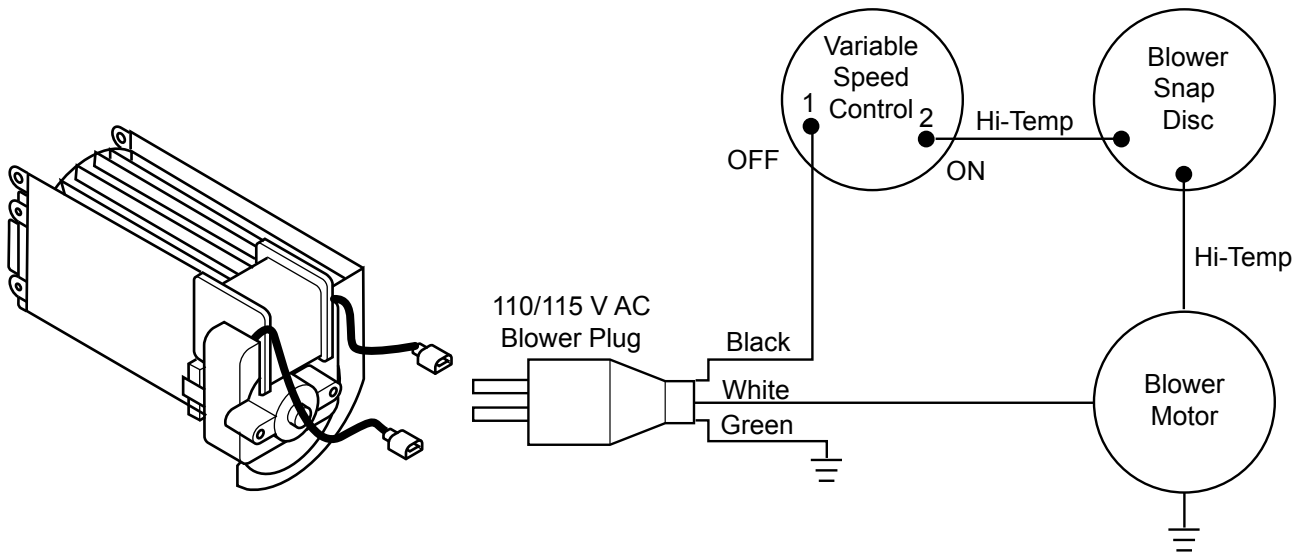 Variable
Speed
Control
1
2
OFF
ON
Hi-Temp
Blower
Snap
Disc
Hi-Temp
110/115 V AC
Blower Plug
Black
White
Green
Blower
Motor